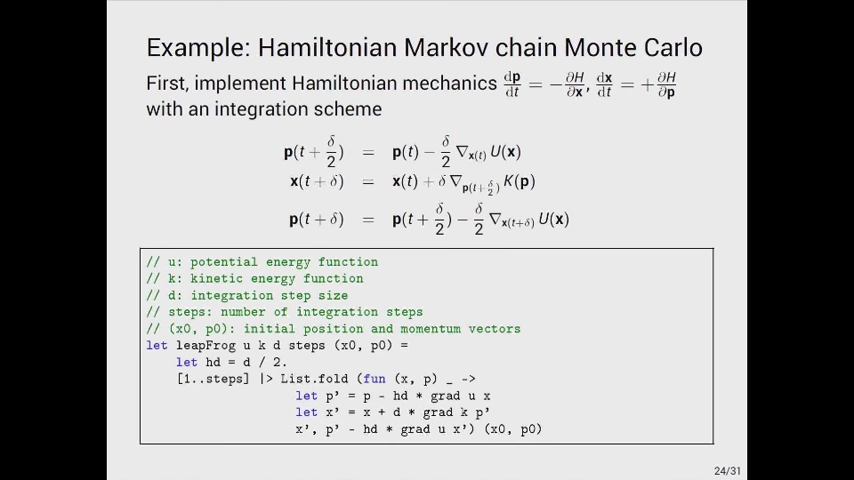 Example: Hamiltonian Markov chain Monte Carlo
First, implement Hamiltonian mechanics dp/dt = −∂H/∂x, dx/dt = +∂H/∂p
with an integration scheme
p(t + δ/2) = p(t) − δ/2 ∇x(t) U(x)
x(t + δ) = x(t) + δ ∇p(t+δ/2) K(p)
p(t + δ) = p(t + δ/2) − δ/2 ∇x(t+δ) U(x)
// u: potential energy function
// k: kinetic energy function
// d: integration step size
// steps: number of integration steps
// (x0, p0): initial position and momentum vectors
let leapFrog u k d steps (x0, p0) =
let hd = d / 2.
[1..steps] |> List.fold (fun (x, p) _ ->
let p' = p - hd * grad u x
let x' = x + d * grad k p'
x', p' - hd * grad u x') (x0, p0)
24/31